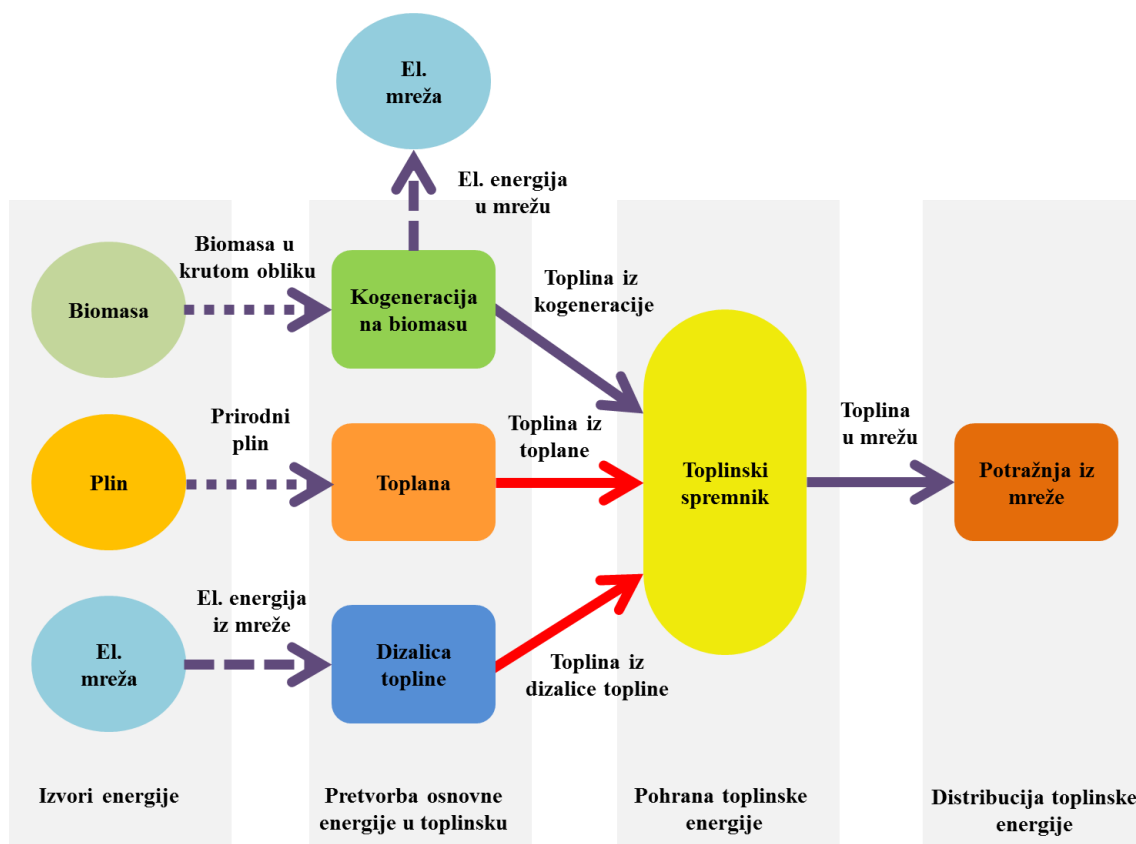 El.
mreža
El. energija
u mrežu
Biomasa u
krutom obliku
Biomasa
Kogeneracija
na biomasu
Toplina iz
kogeneracije
Prirodni
plin
Plin
Toplana
Toplina iz
toplane
Toplinski
spremnik
Toplina
u mrežu
Potražnja iz
mreže
El. energija
iz mreže
El.
mreža
Dizalica
topline
Toplina iz
dizalice topline
Izvori energije
Pretvorba osnovne
energije u toplinsku
Pohrana toplinske
energije
Distribucija toplinske
energije